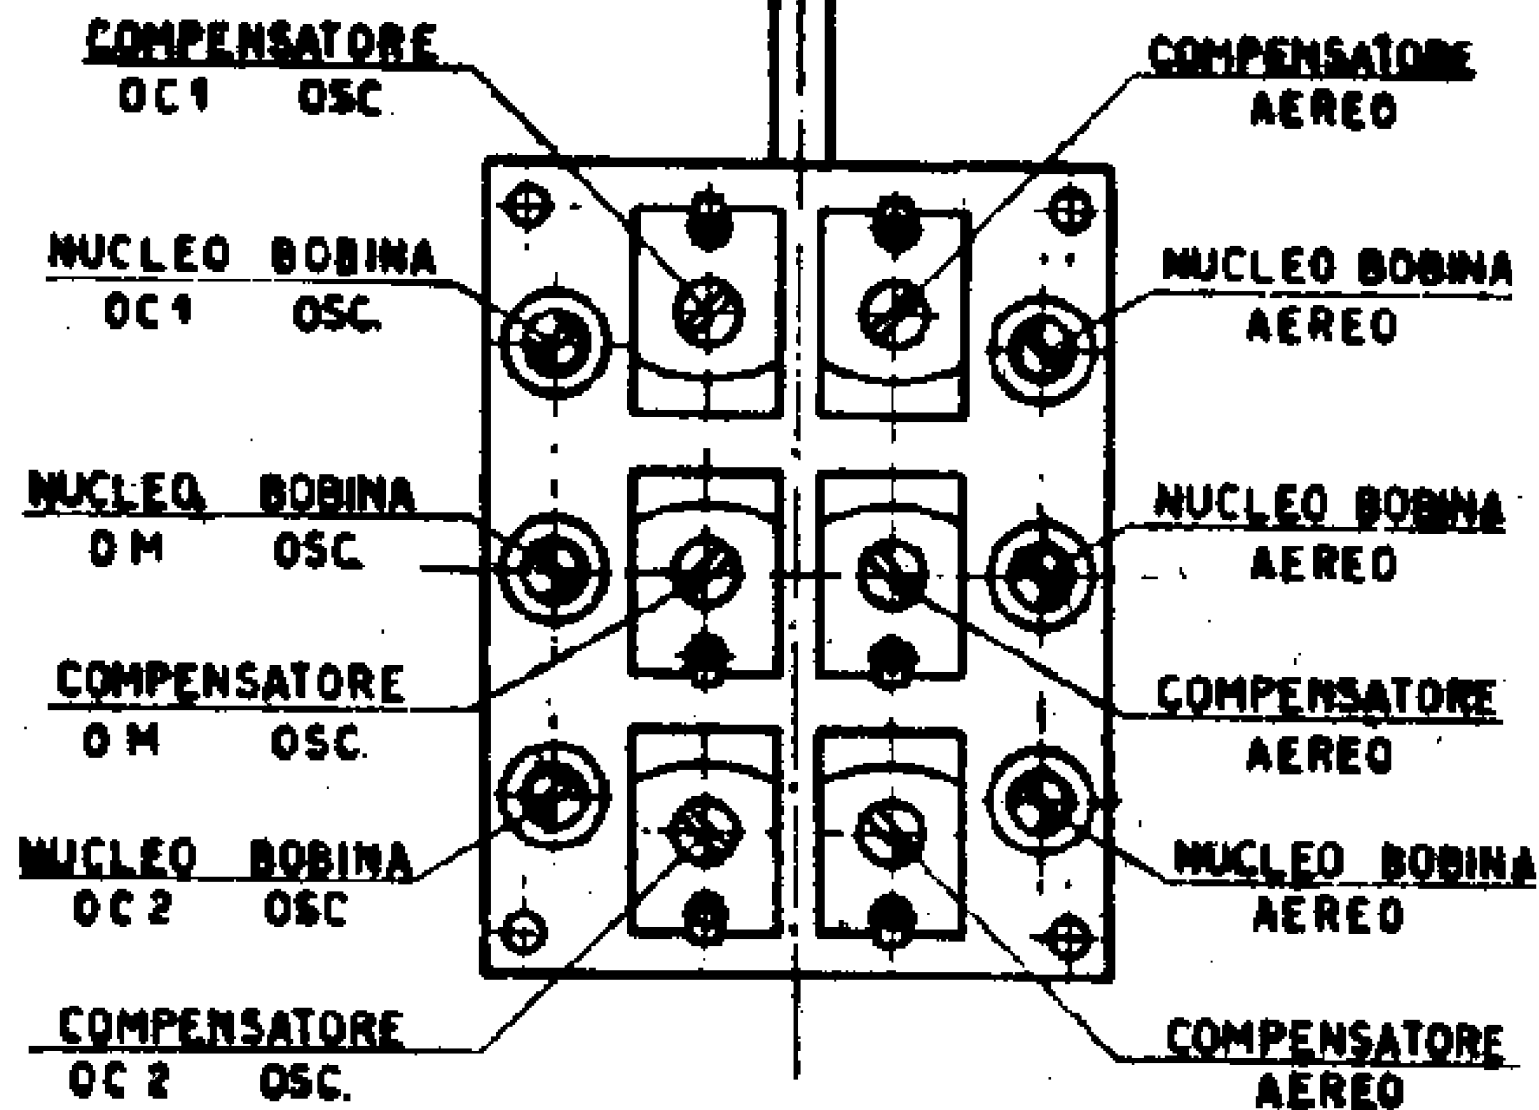 COMPENSATORE
OC1 OSC
NUCLEO BOBINA
OC1 OSC.
NUCLEO BOBINA
OM OSC.
COMPENSATORE
OM OSC.
NUCLEO BOBINA
OC2 OSC
COMPENSATORE
OC2 OSC.
COMPENSATORE
AEREO
NUCLEO BOBINA
AEREO
NUCLEO BOBINA
AEREO
COMPENSATORE
AEREO
NUCLEO BOBINA
AEREO
COMPENSATORE
AEREO